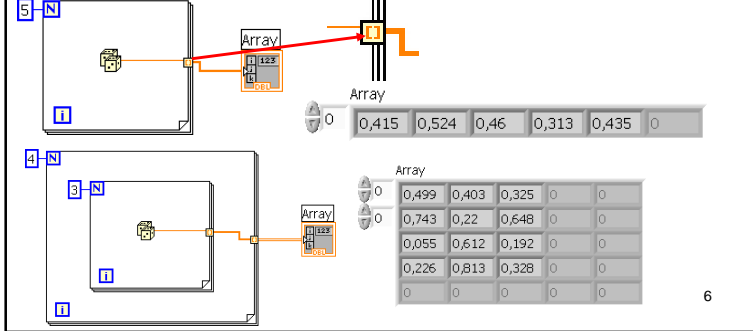 5 N
Array
i 123
j
k
DBL
[ ]
i
Array
0 0,415 0,524 0,46 0,313 0,435 0
4 N
3 N
Array
i 123
j
k
DBL
i
i
Array
0 0,499 0,403 0,325 0 0
0 0,743 0,22 0,648 0 0
0,055 0,612 0,192 0 0
0,226 0,813 0,328 0 0
0 0 0 0 0
6